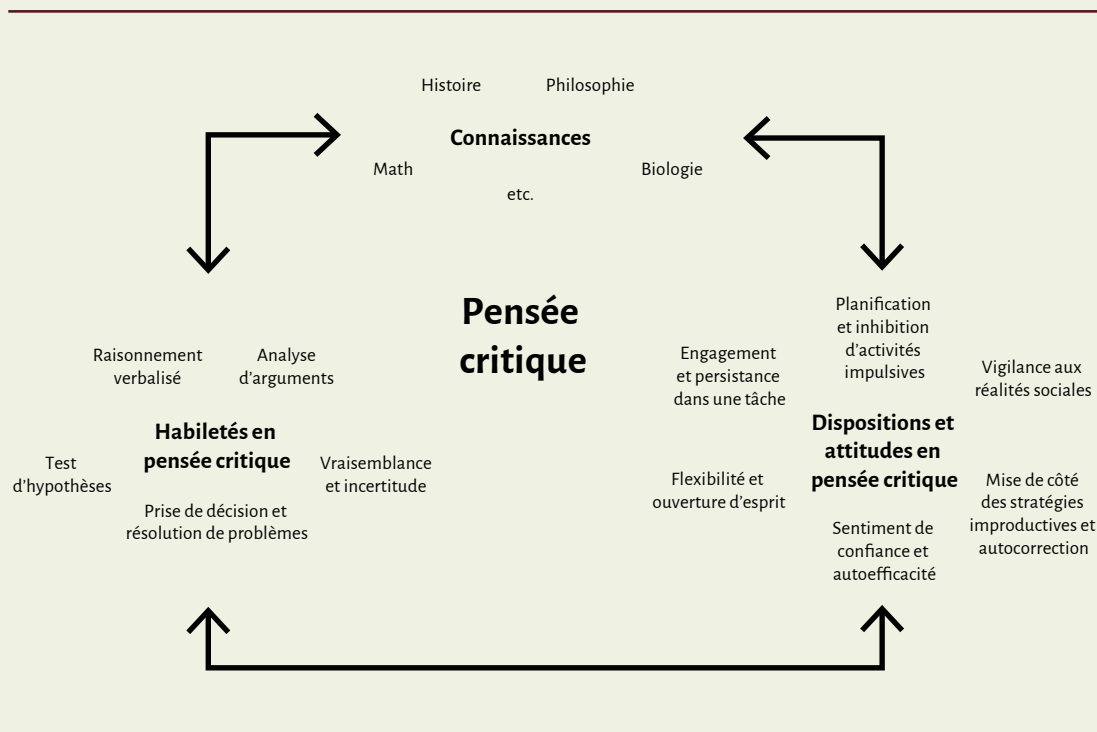 Histoire
Philosophie
Connaissances
Math
Biologie
etc.
Pensée
critique
Raisonnement
verbalisé
Analyse
d’arguments
Habiletés en
pensée critique
Test
d’hypothèses
Vraisemblance
et incertitude
Prise de décision et
résolution de problèmes
Planification
et inhibition
d’activités
impulsives
Engagement
et persistance
dans une tâche
Vigilance aux
réalités sociales
Dispositions et
attitudes en
pensée critique
Flexibilité et
ouverture d’esprit
Mise de côté
des stratégies
improductives et
autocorrection
Sentiment de
confiance et
autoefficacité